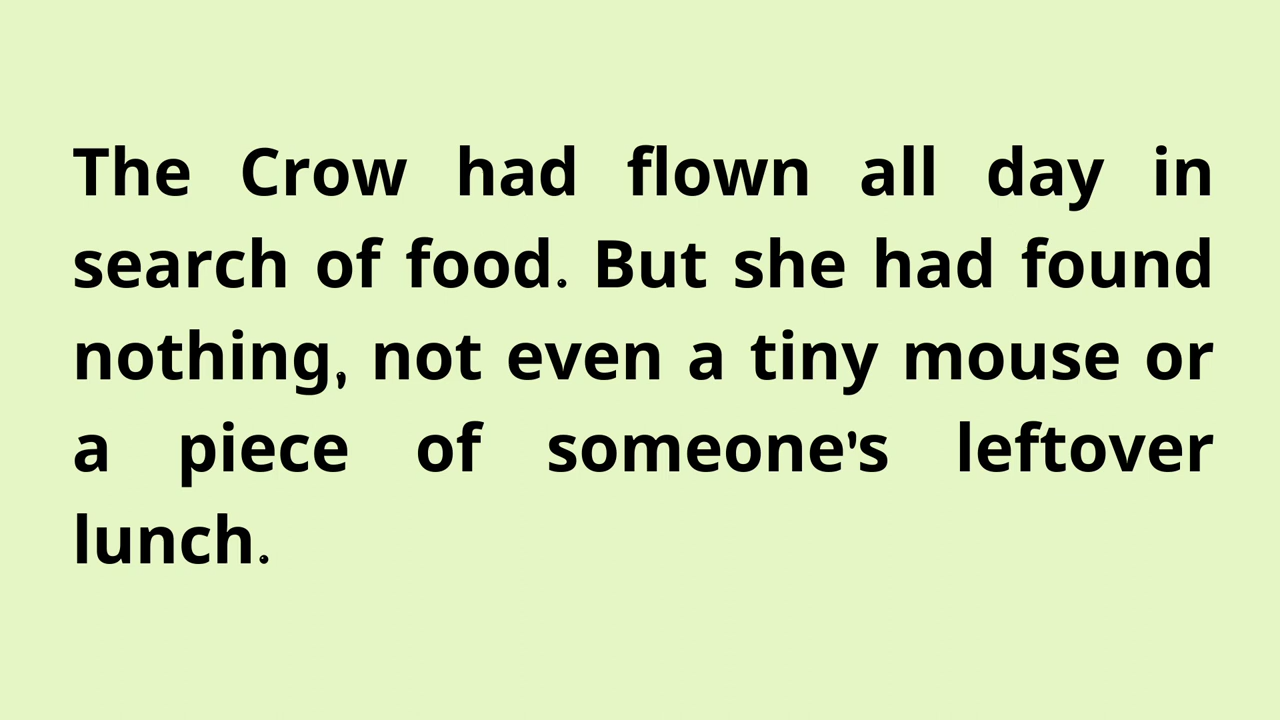 The Crow had flown all day in
search of food. But she had found
nothing, not even a tiny mouse or
a piece of someone's leftover
lunch.